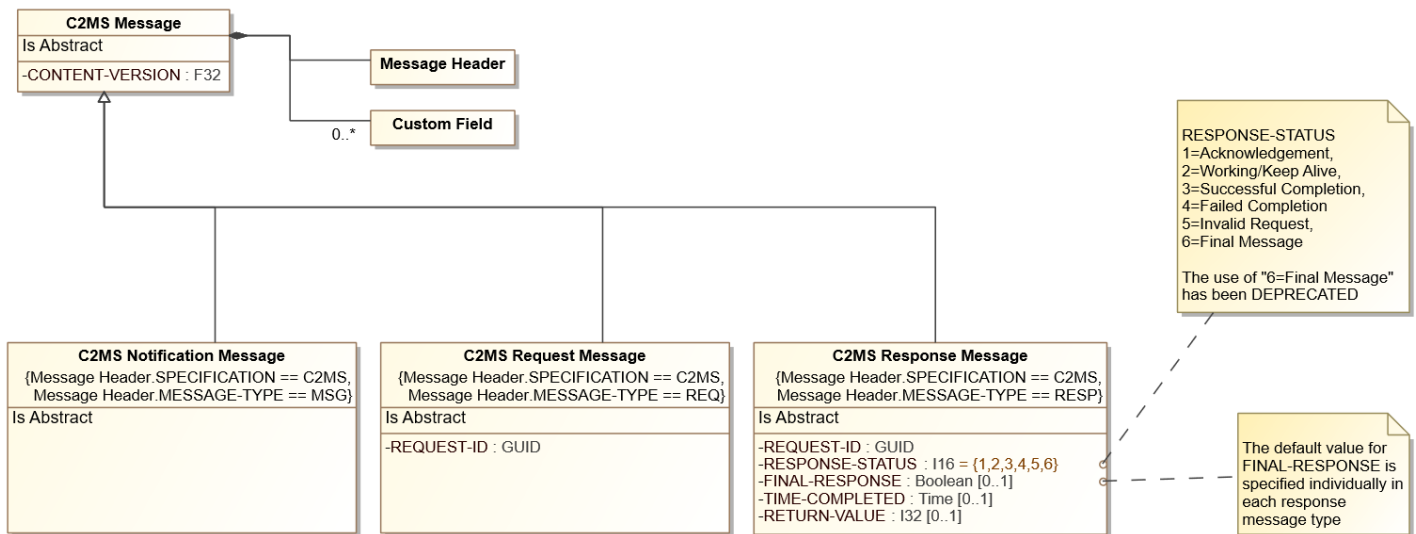 C2MS Message
Is Abstract
-CONTENT-VERSION : F32
Message Header
Custom Field
0..*
RESPONSE-STATUS
1=Acknowledgement,
2=Working/Keep Alive,
3=Successful Completion,
4=Failed Completion
5=Invalid Request,
6=Final Message
The use of "6=Final Message"
has been DEPRECATED
C2MS Notification Message
{Message Header.SPECIFICATION == C2MS,
Message Header.MESSAGE-TYPE == MSG}
Is Abstract
C2MS Request Message
{Message Header.SPECIFICATION == C2MS,
Message Header.MESSAGE-TYPE == REQ}
Is Abstract
-REQUEST-ID : GUID
C2MS Response Message
{Message Header.SPECIFICATION == C2MS,
Message Header.MESSAGE-TYPE == RESP}
Is Abstract
-REQUEST-ID : GUID
-RESPONSE-STATUS : I16 = {1,2,3,4,5,6}
-FINAL-RESPONSE : Boolean [0..1]
-TIME-COMPLETED : Time [0..1]
-RETURN-VALUE : I32 [0..1]
The default value for
FINAL-RESPONSE is
specified individually in
each response
message type